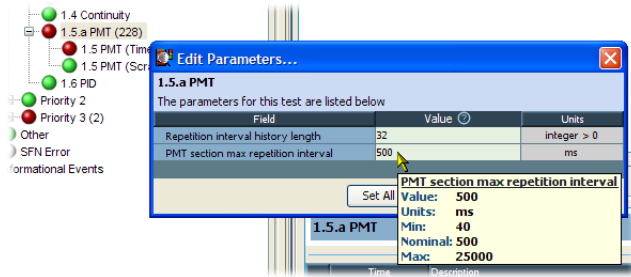 1.4 Continuity
1.5.a PMT (228)
1.5 PMT (Time
1.5 PMT (Scra
1.6 PID
Priority 2
Priority 3 (2)
Other
SFN Error
formational Events
Edit Parameters...
1.5.a PMT
The parameters for this test are listed below
Field Value ? Units
Repetition interval history length 32 integer > 0
PMT section max repetition interval 500 ms
Set All
PMT section max repetition interval
Value: 500
Units: ms
Min: 40
Nominal: 500
Max: 25000
1.5.a PMT
Time Description